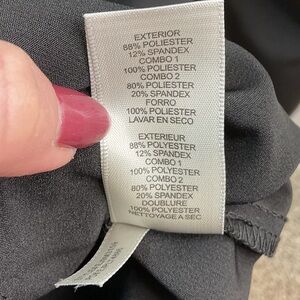 EXTERIOR
88% POLIESTER
12% SPANDEX
COMBO 1
100% POLIESTER
COMBO 2
80% POLIESTER
20% SPANDEX
FORRO
100% POLIESTER
LAVAR EN SECO
EXTERIEUR
88% POLYESTER
12% SPANDEX
COMBO 1
100% POLYESTER
COMBO 2
80% POLYESTER
20% SPANDEX
DOUBLURE
100% POLYESTER
NETTOYAGE A SEC